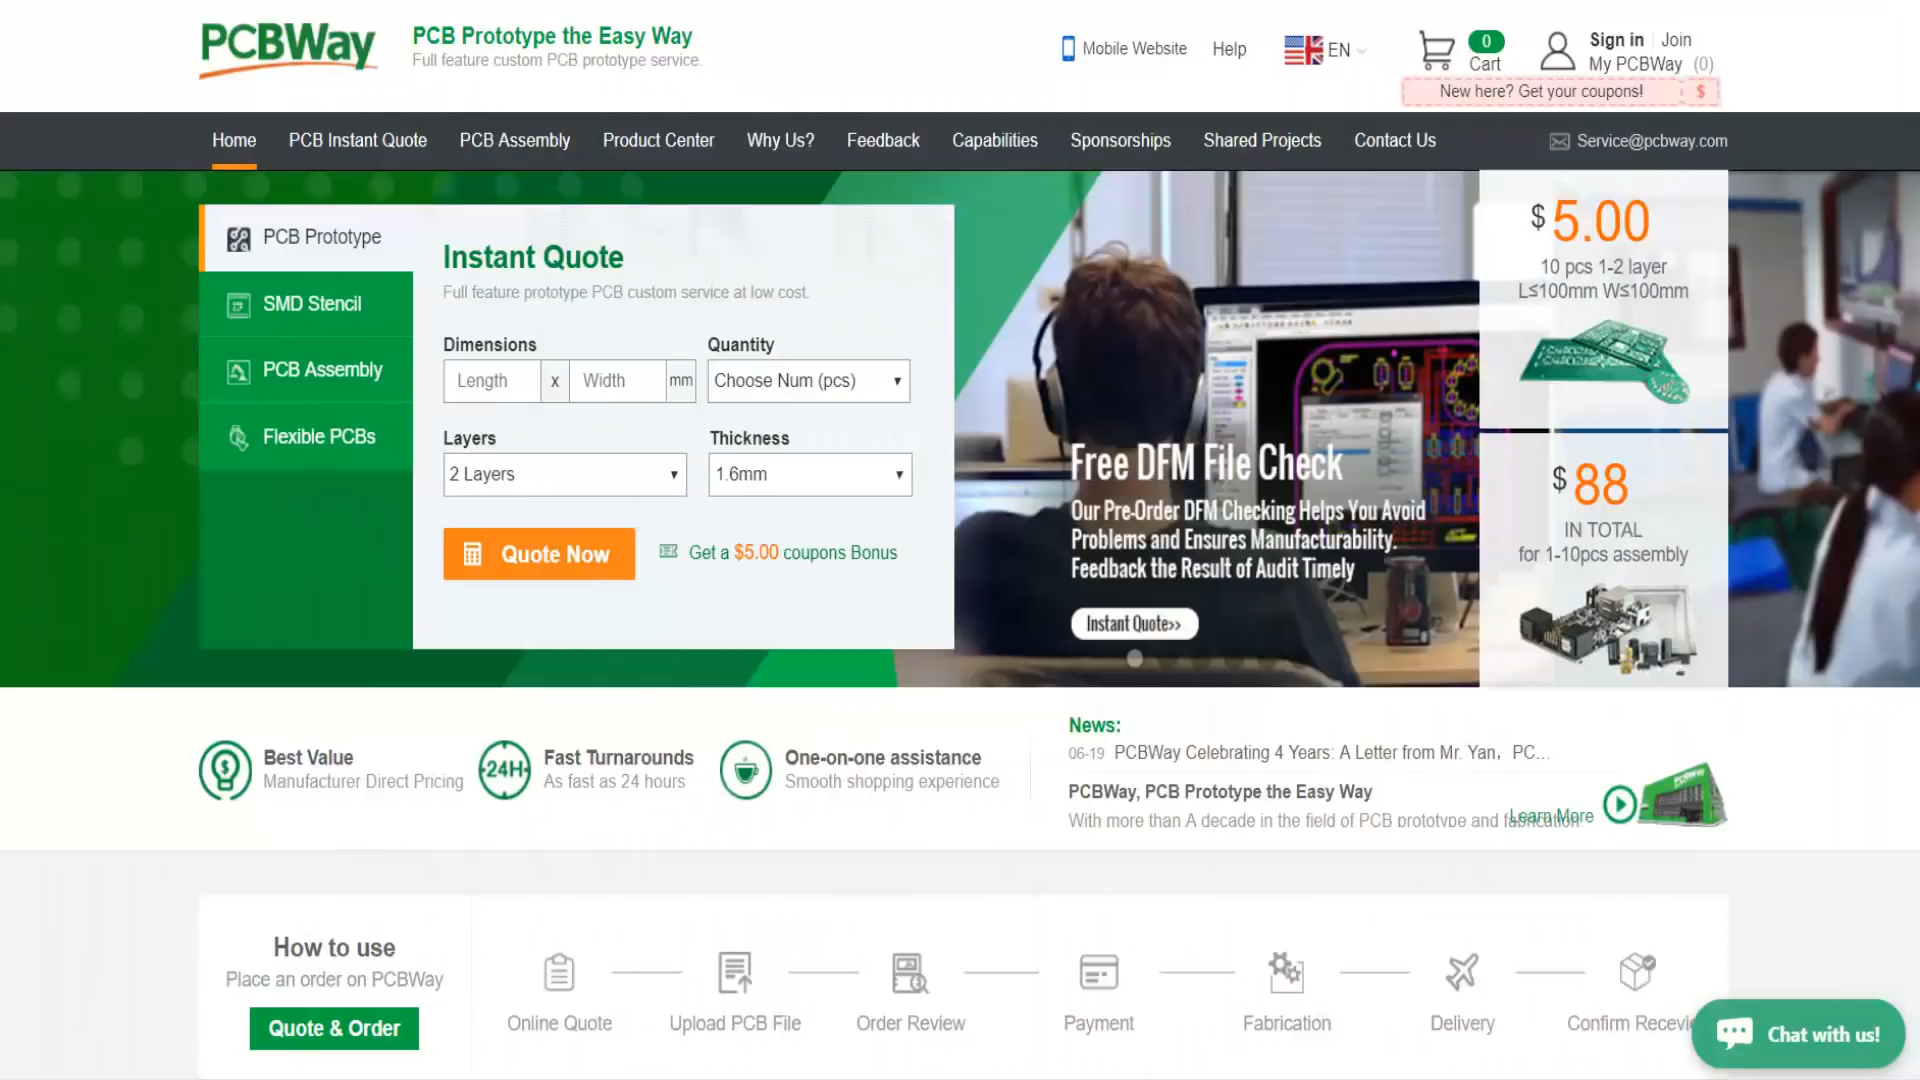 PCBWay
PCB Prototype the Easy Way
Full feature custom PCB prototype service.
Mobile Website
Help
EN
0
Cart
Sign in
Join
My PCBWay (0)
New here? Get your coupons!
$
Home
PCB Instant Quote
PCB Assembly
Product Center
Why Us?
Feedback
Capabilities
Sponsorships
Shared Projects
Contact Us
Service@pcbway.com
PCB Prototype
SMD Stencil
PCB Assembly
Flexible PCBs
Instant Quote
Full feature prototype PCB custom service at low cost.
Dimensions
Quantity
Length
x
Width
mm
Choose Num (pcs)
Layers
Thickness
2 Layers
1.6mm
Quote Now
Get a $5.00 coupons Bonus
Free DFM File Check
Our Pre-Order DFM Checking Helps You Avoid
Problems and Ensures Manufacturability.
Feedback the Result of Audit Timely
Instant Quote>>
$ 5.00
10 pcs 1-2 layer
L≤100mm W≤100mm
$ 88
IN TOTAL
for 1-10pcs assembly
Best Value
Manufacturer Direct Pricing
24H
Fast Turnarounds
As fast as 24 hours
One-on-one assistance
Smooth shopping experience
News:
06-19 PCBWay Celebrating 4 Years: A Letter from Mr. Yan, PC...
PCBWay, PCB Prototype the Easy Way
With more than A decade in the field of PCB prototype and fabrication
Learn More
PCBWay
How to use
Place an order on PCBWay
Quote & Order
Online Quote
Upload PCB File
Order Review
Payment
Fabrication
Delivery
Confirm Recevi
Chat with us!